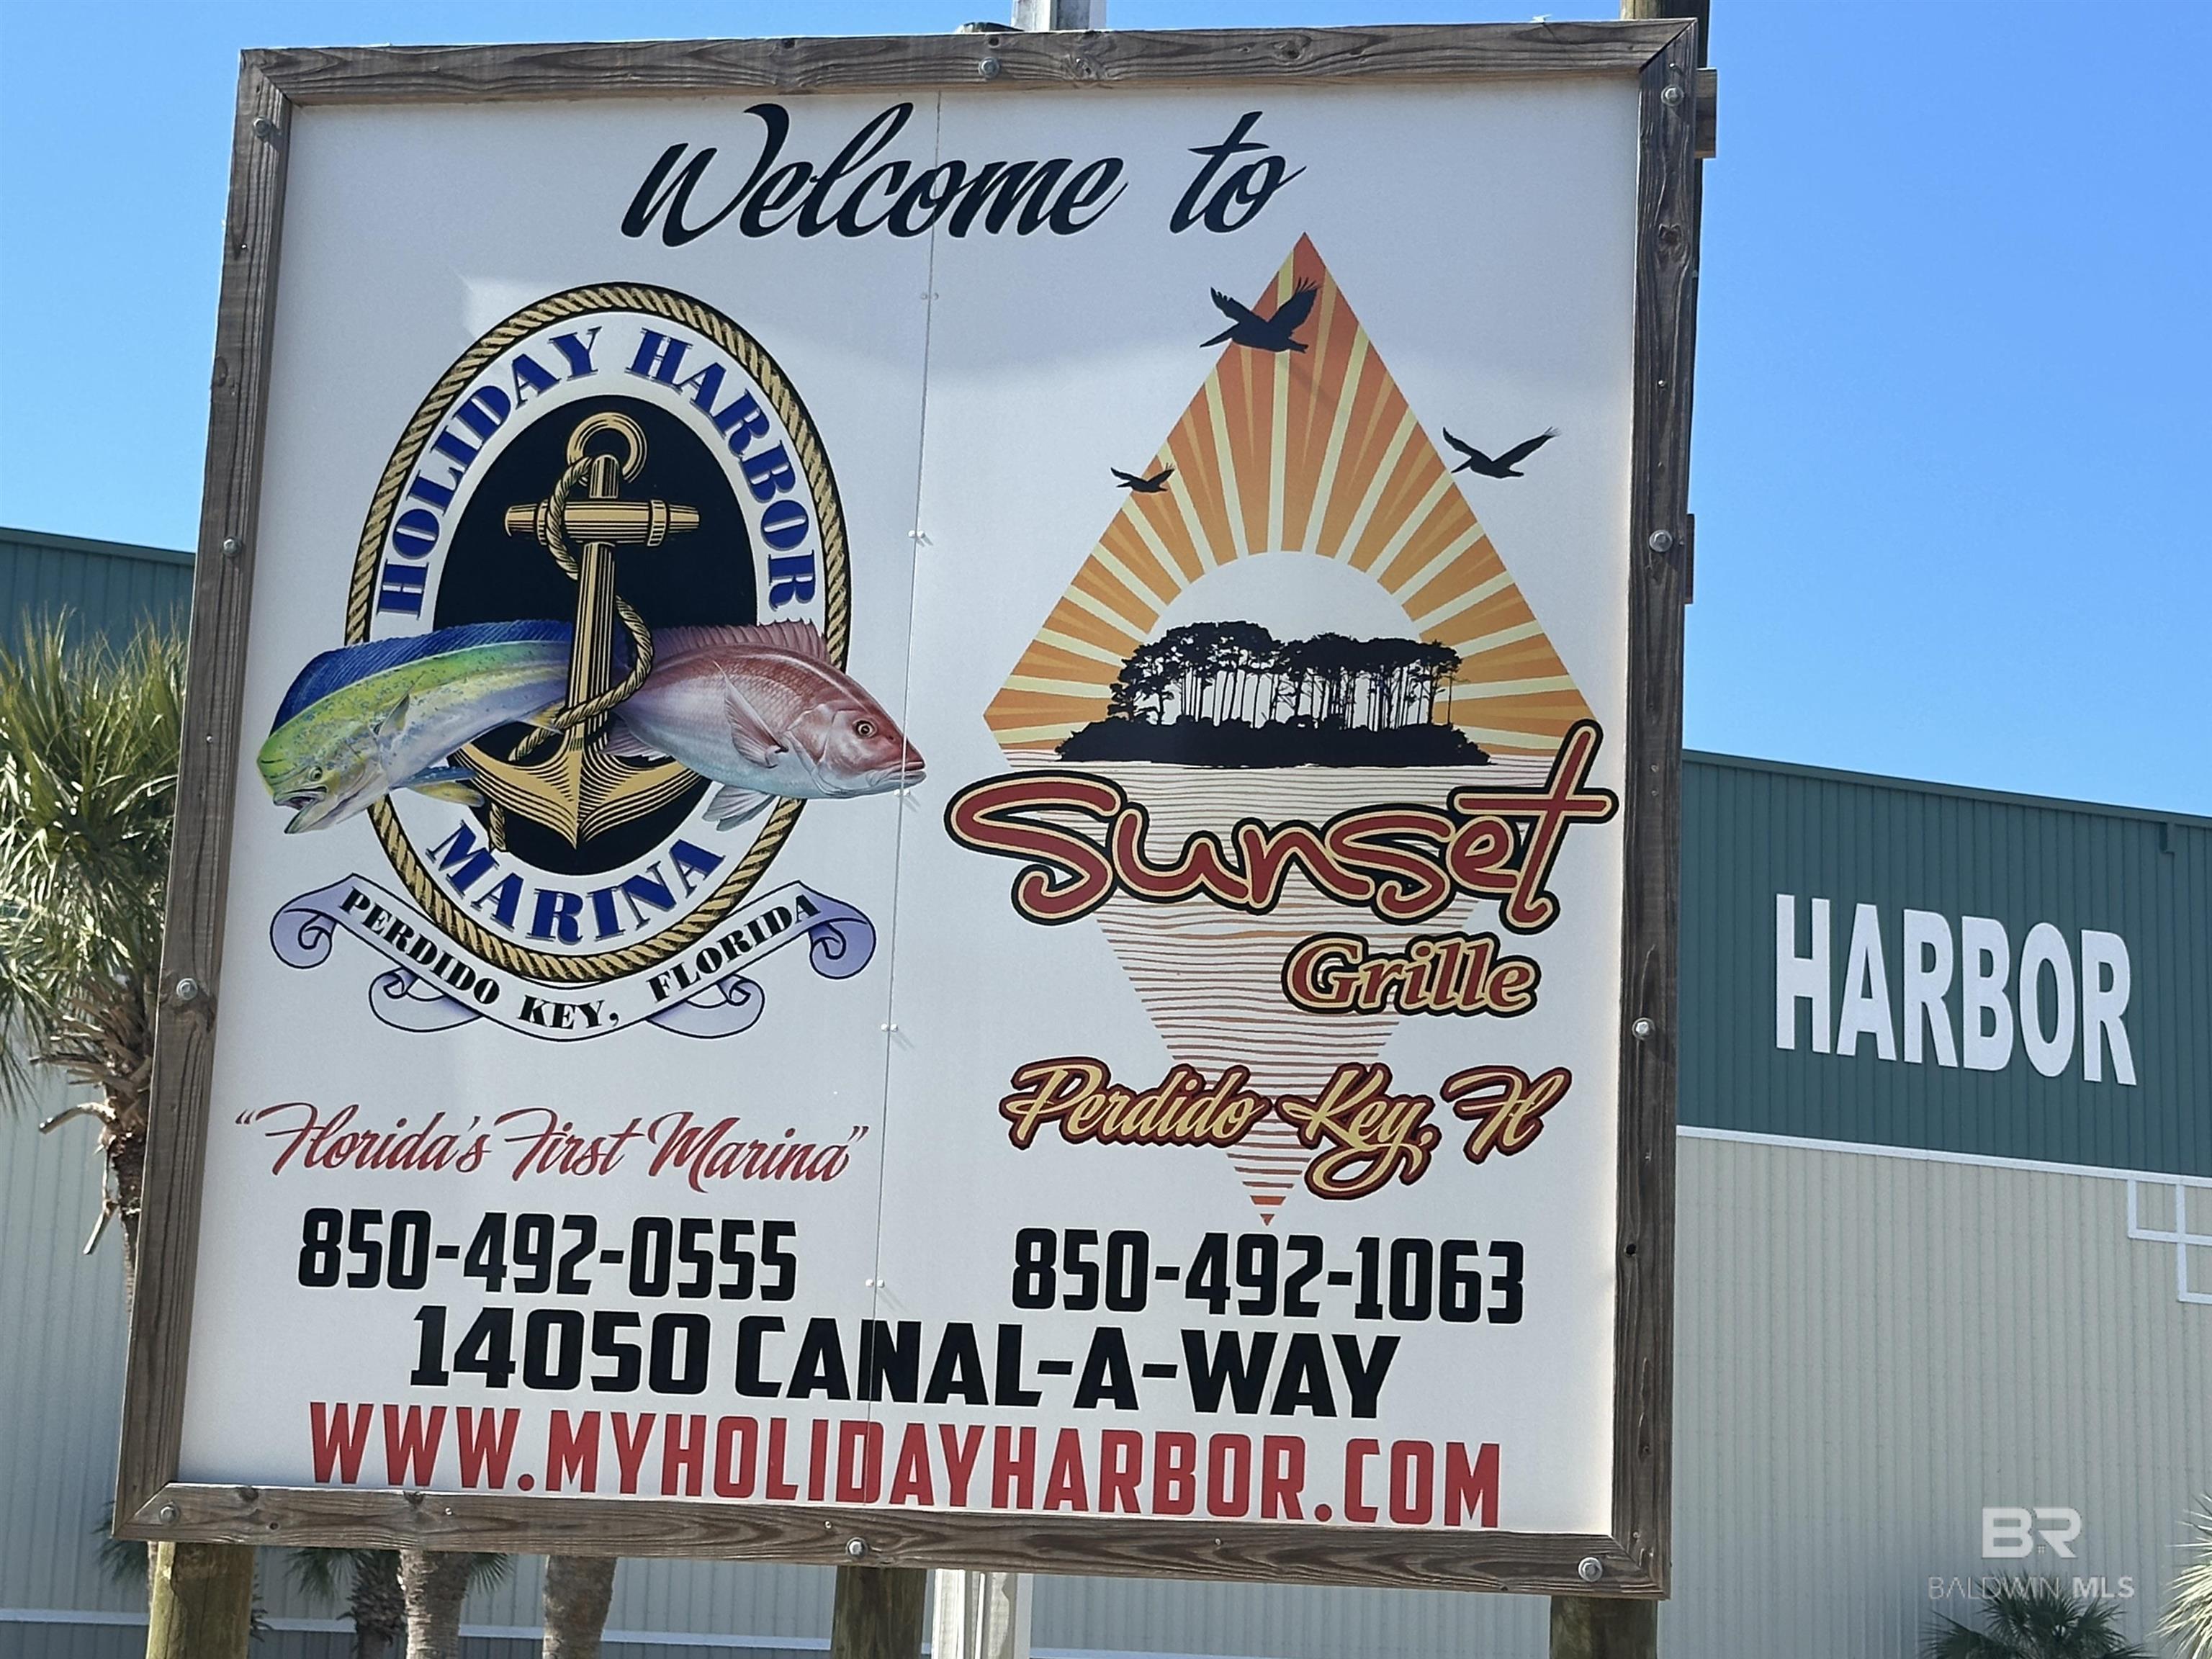 Welcome to
HOLIDAY HARBOR
MARINA
PERDIDO KEY, FLORIDA
"Florida's First Marina"
850-492-0555
Sunset
Grille
Perdido Key, Fl
850-492-1063
14050 CANAL-A-WAY
WWW.MYHOLIDAYHARBOR.COM
HARBOR
BR
BALDWIN MLS